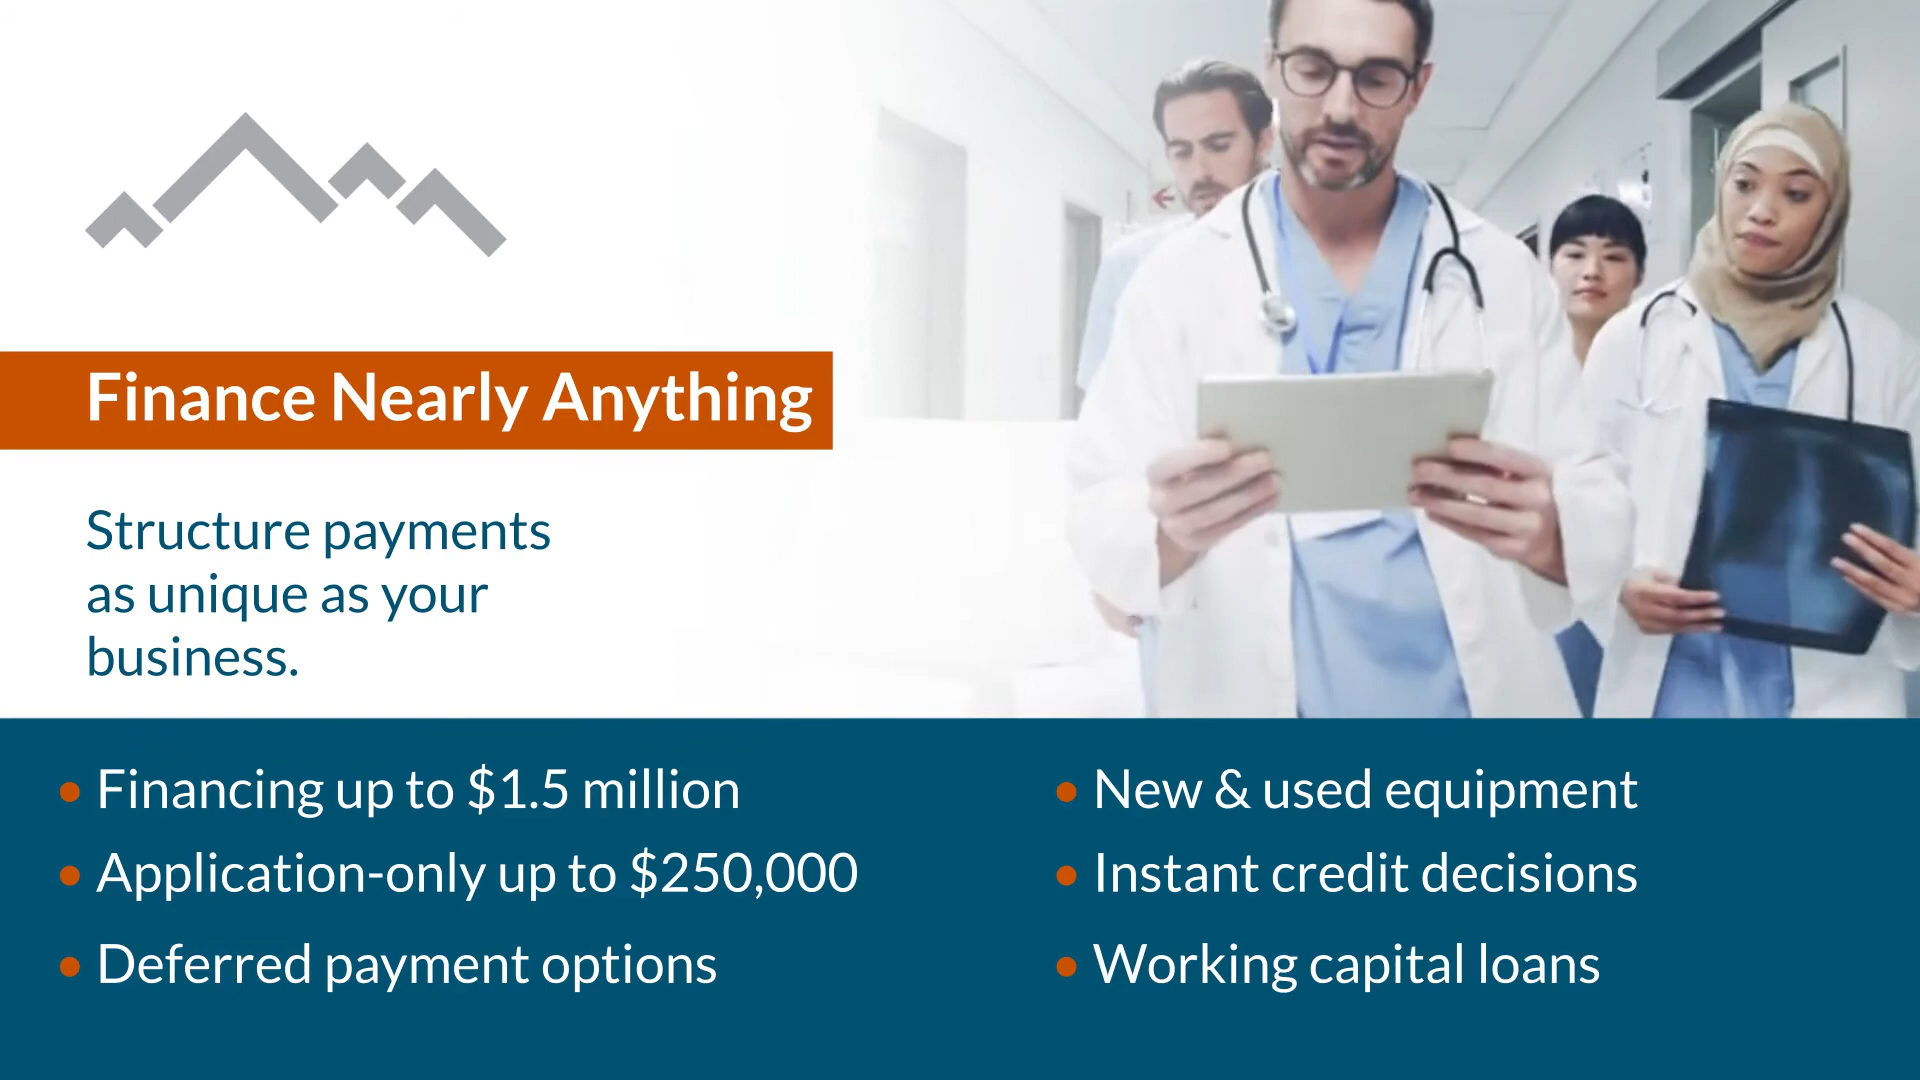 Finance Nearly Anything
Structure payments
as unique as your
business.
• Financing up to $1.5 million
• Application-only up to $250,000
• Deferred payment options
• New & used equipment
• Instant credit decisions
• Working capital loans